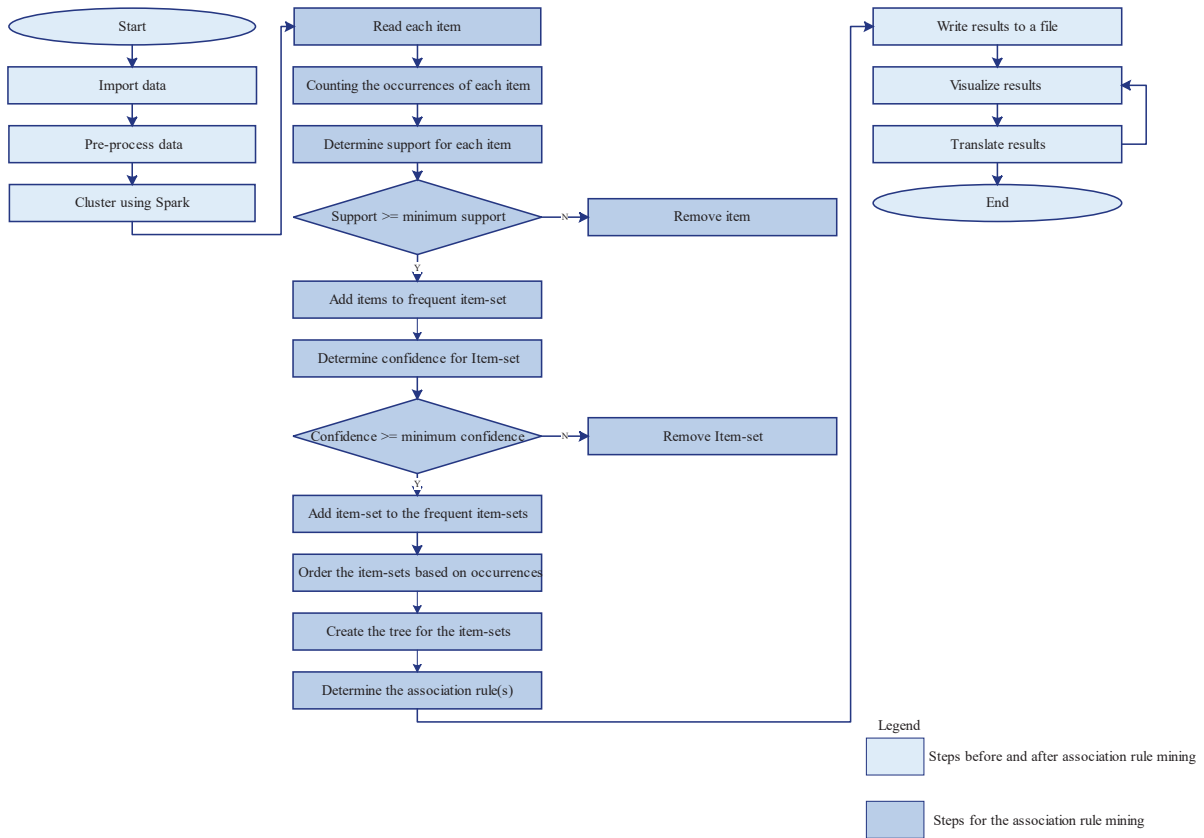 Start
Import data
Pre-process data
Cluster using Spark
Read each item
Counting the occurrences of each item
Determine support for each item
Support >= minimum support
N
Remove item
Y
Add items to frequent item-set
Determine confidence for Item-set
Confidence >= minimum confidence
N
Remove Item-set
Y
Add item-set to the frequent item-sets
Order the item-sets based on occurrences
Create the tree for the item-sets
Determine the association rule(s)
Write results to a file
Visualize results
Translate results
End
Legend
Steps before and after association rule mining
Steps for the association rule mining